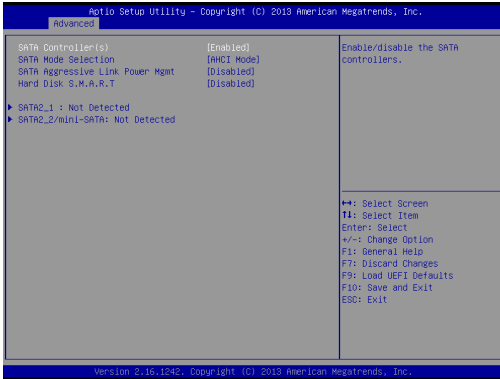 Aptio Setup Utility – Copyright (C) 2013 American Megatrends, Inc.
Advanced
SATA Controller(s) [Enabled]
SATA Mode Selection [AHCI Mode]
SATA Aggressive Link Power Mgmt [Disabled]
Hard Disk S.M.A.R.T [Disabled]
SATA2_1 : Not Detected
SATA2_2/mini-SATA: Not Detected
Enable/disable the SATA
controllers.
↔: Select Screen
↑↓: Select Item
Enter: Select
+/-: Change Option
F1: General Help
F7: Discard Changes
F9: Load UEFI Defaults
F10: Save and Exit
ESC: Exit
Version 2.16.1242. Copyright (C) 2013 American Megatrends, Inc.